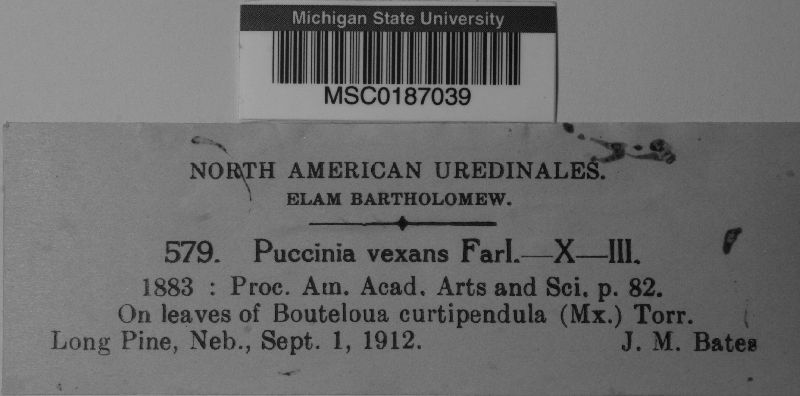 Michigan State University
MSC0187039
NORTH AMERICAN UREDINALES.
ELAM BARTHOLOMEW.
579. Puccinia vexans Farl.—X—III.
1883 : Proc. Am. Acad. Arts and Sci. p. 82.
On leaves of Bouteloua curtipendula (Mx.) Torr.
Long Pine, Neb., Sept. 1, 1912. J. M. Bates